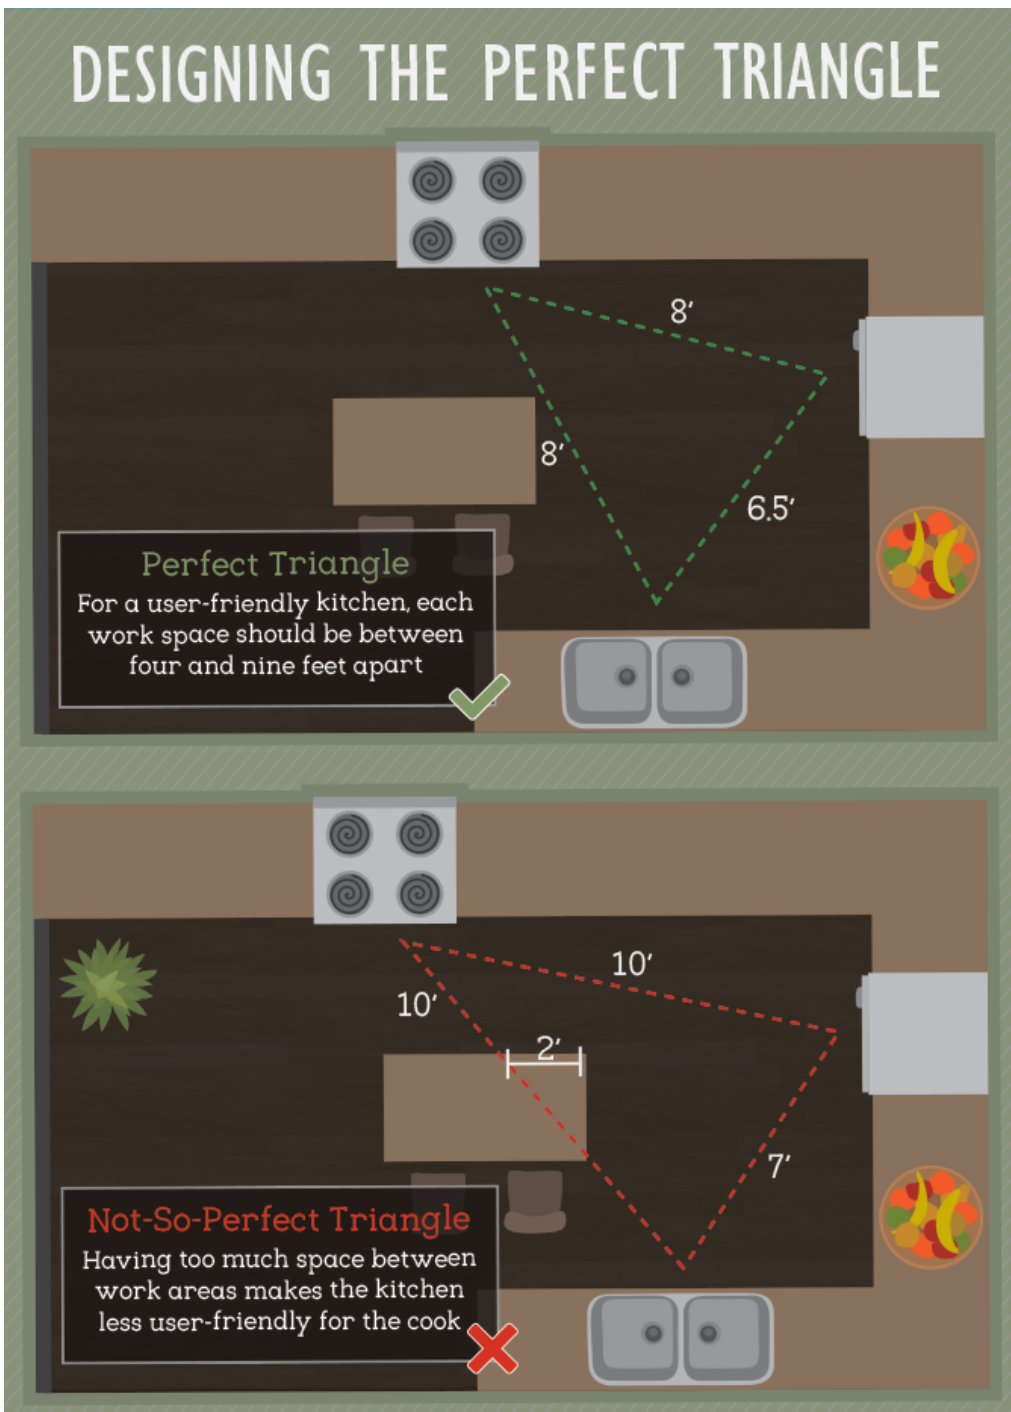 DESIGNING THE PERFECT TRIANGLE
8'
8'
6.5'
Perfect Triangle
For a user-friendly kitchen, each
work space should be between
four and nine feet apart
10'
10'
2'
7'
Not-So-Perfect Triangle
Having too much space between
work areas makes the kitchen
less user-friendly for the cook